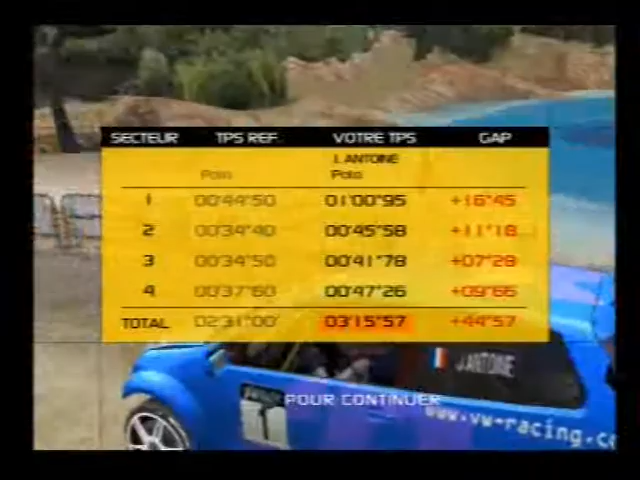 SECTEUR TPS REF. VOTRE TPS GAP
J. ANTOINE
Polo Polo
1 00'44"50 01'00"95 +16"45
2 00'34"40 00'45"58 +11"18
3 00'34"50 00'41"78 +07"28
4 00'37"60 00'47"26 +09"66
TOTAL 02'31"00 03'15"57 +44"57
J.ANTOINE
POUR CONTINUER
1
www.vw-racing.c